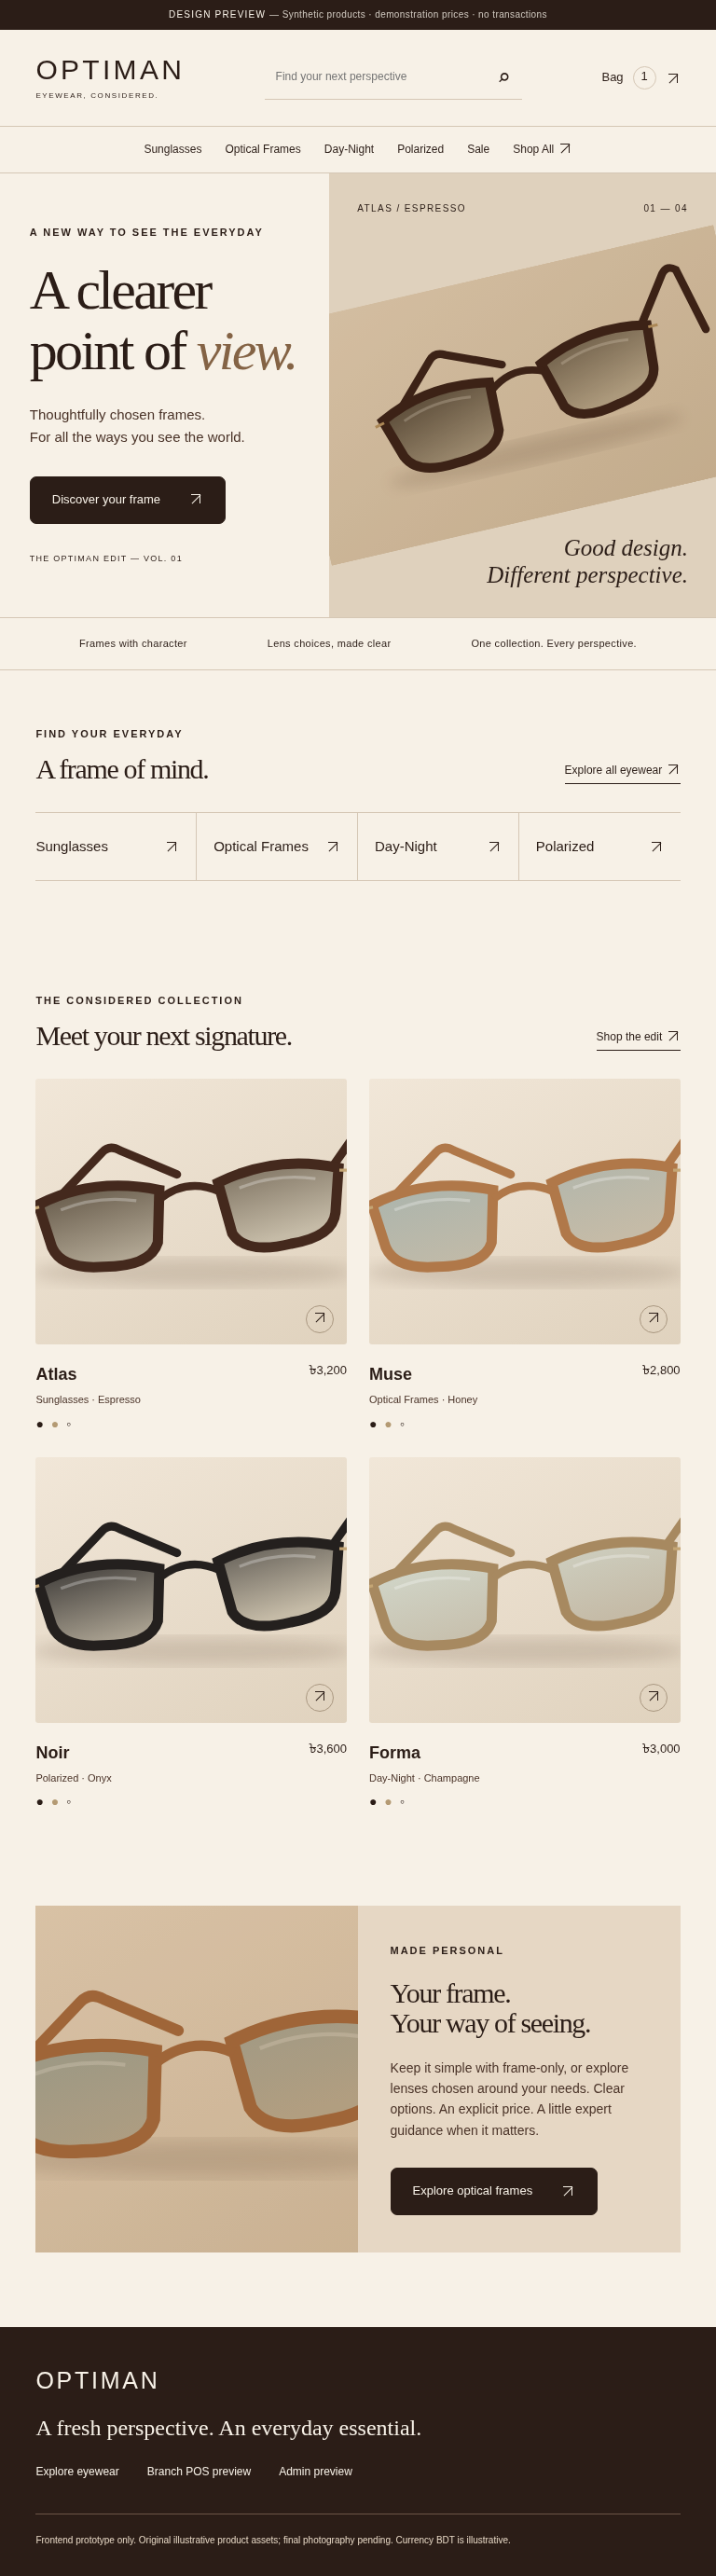 DESIGN PREVIEW — Synthetic products · demonstration prices · no transactions
OPTIMAN
EYEWEAR, CONSIDERED.
Find your next perspective
Bag 1
Sunglasses Optical Frames Day-Night Polarized Sale Shop All
A NEW WAY TO SEE THE EVERYDAY
A clearer
point of view.
Thoughtfully chosen frames.
For all the ways you see the world.
Discover your frame
THE OPTIMAN EDIT — VOL. 01
ATLAS / ESPRESSO 01 — 04
Good design.
Different perspective.
Frames with character Lens choices, made clear One collection. Every perspective.
FIND YOUR EVERYDAY
A frame of mind.
Explore all eyewear
Sunglasses Optical Frames Day-Night Polarized
THE CONSIDERED COLLECTION
Meet your next signature.
Shop the edit
Atlas ৳3,200
Sunglasses · Espresso
Muse ৳2,800
Optical Frames · Honey
Noir ৳3,600
Polarized · Onyx
Forma ৳3,000
Day-Night · Champagne
MADE PERSONAL
Your frame.
Your way of seeing.
Keep it simple with frame-only, or explore
lenses chosen around your needs. Clear
options. An explicit price. A little expert
guidance when it matters.
Explore optical frames
OPTIMAN
A fresh perspective. An everyday essential.
Explore eyewear Branch POS preview Admin preview
Frontend prototype only. Original illustrative product assets; final photography pending. Currency BDT is illustrative.